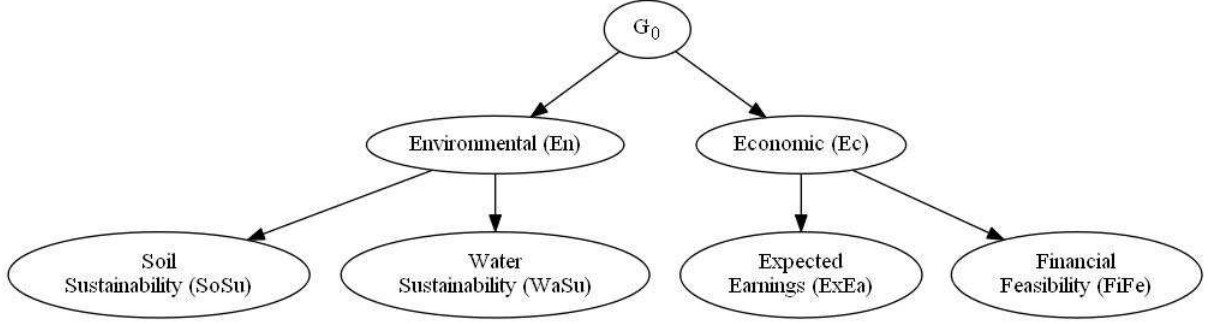 G0
Environmental (En)
Economic (Ec)
Soil
Sustainability (SoSu)
Water
Sustainability (WaSu)
Expected
Earnings (ExEa)
Financial
Feasibility (FiFe)